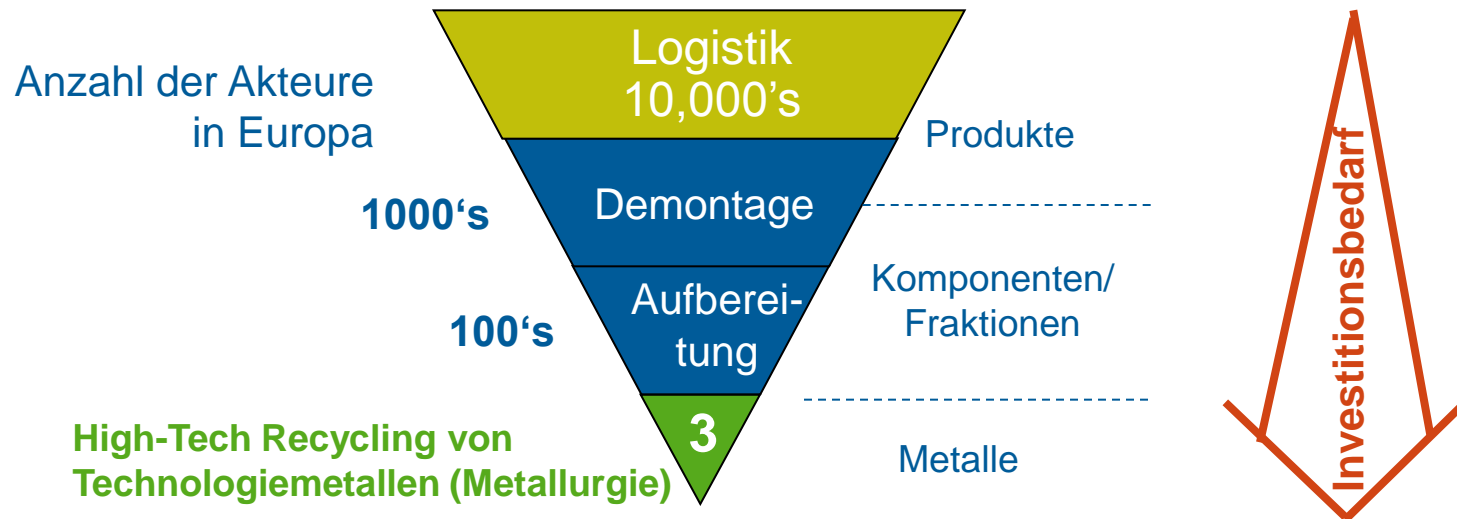 Logistik
10,000’s
Anzahl der Akteure
in Europa
Produkte
1000‘s
Demontage
Komponenten/
Fraktionen
100‘s
Aufberei-
tung
3
High-Tech Recycling von
Technologiemetallen (Metallurgie)
Metalle
Investitionsbedarf